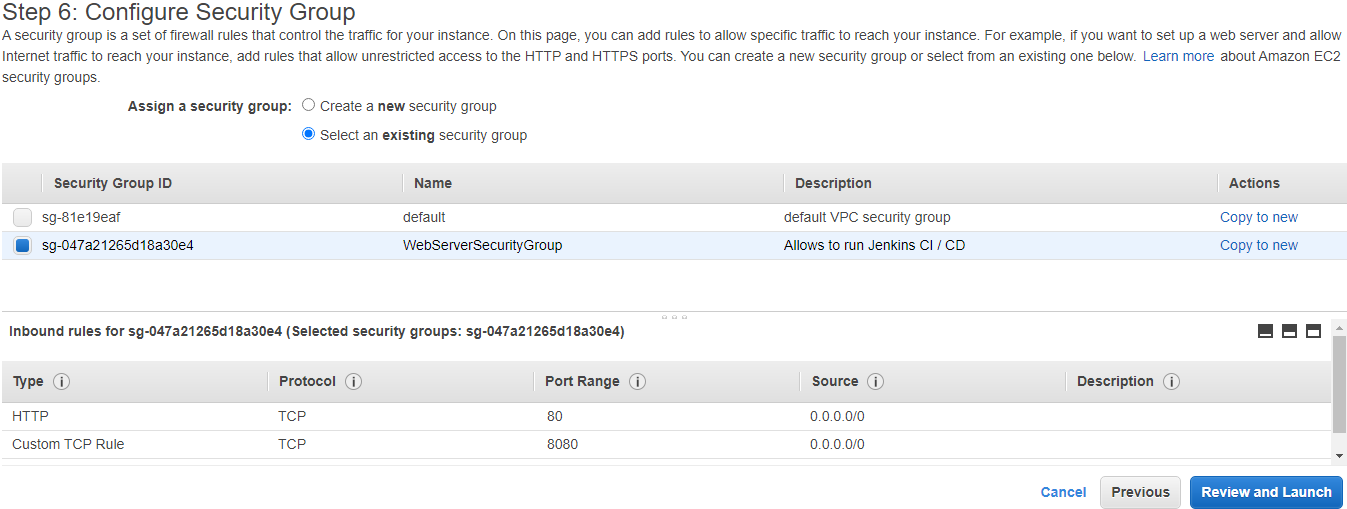 Step 6: Configure Security Group
A security group is a set of firewall rules that control the traffic for your instance. On this page, you can add rules to allow specific traffic to reach your instance. For example, if you want to set up a web server and allow
Internet traffic to reach your instance, add rules that allow unrestricted access to the HTTP and HTTPS ports. You can create a new security group or select from an existing one below. Learn more about Amazon EC2
security groups.
Assign a security group: Create a new security group
Select an existing security group
Security Group ID Name Description Actions
sg-81e19eaf default default VPC security group Copy to new
sg-047a21265d18a30e4 WebServerSecurityGroup Allows to run Jenkins CI / CD Copy to new
Inbound rules for sg-047a21265d18a30e4 (Selected security groups: sg-047a21265d18a30e4)
Type i Protocol i Port Range i Source i Description i
HTTP TCP 80 0.0.0.0/0
Custom TCP Rule TCP 8080 0.0.0.0/0
Cancel Previous Review and Launch